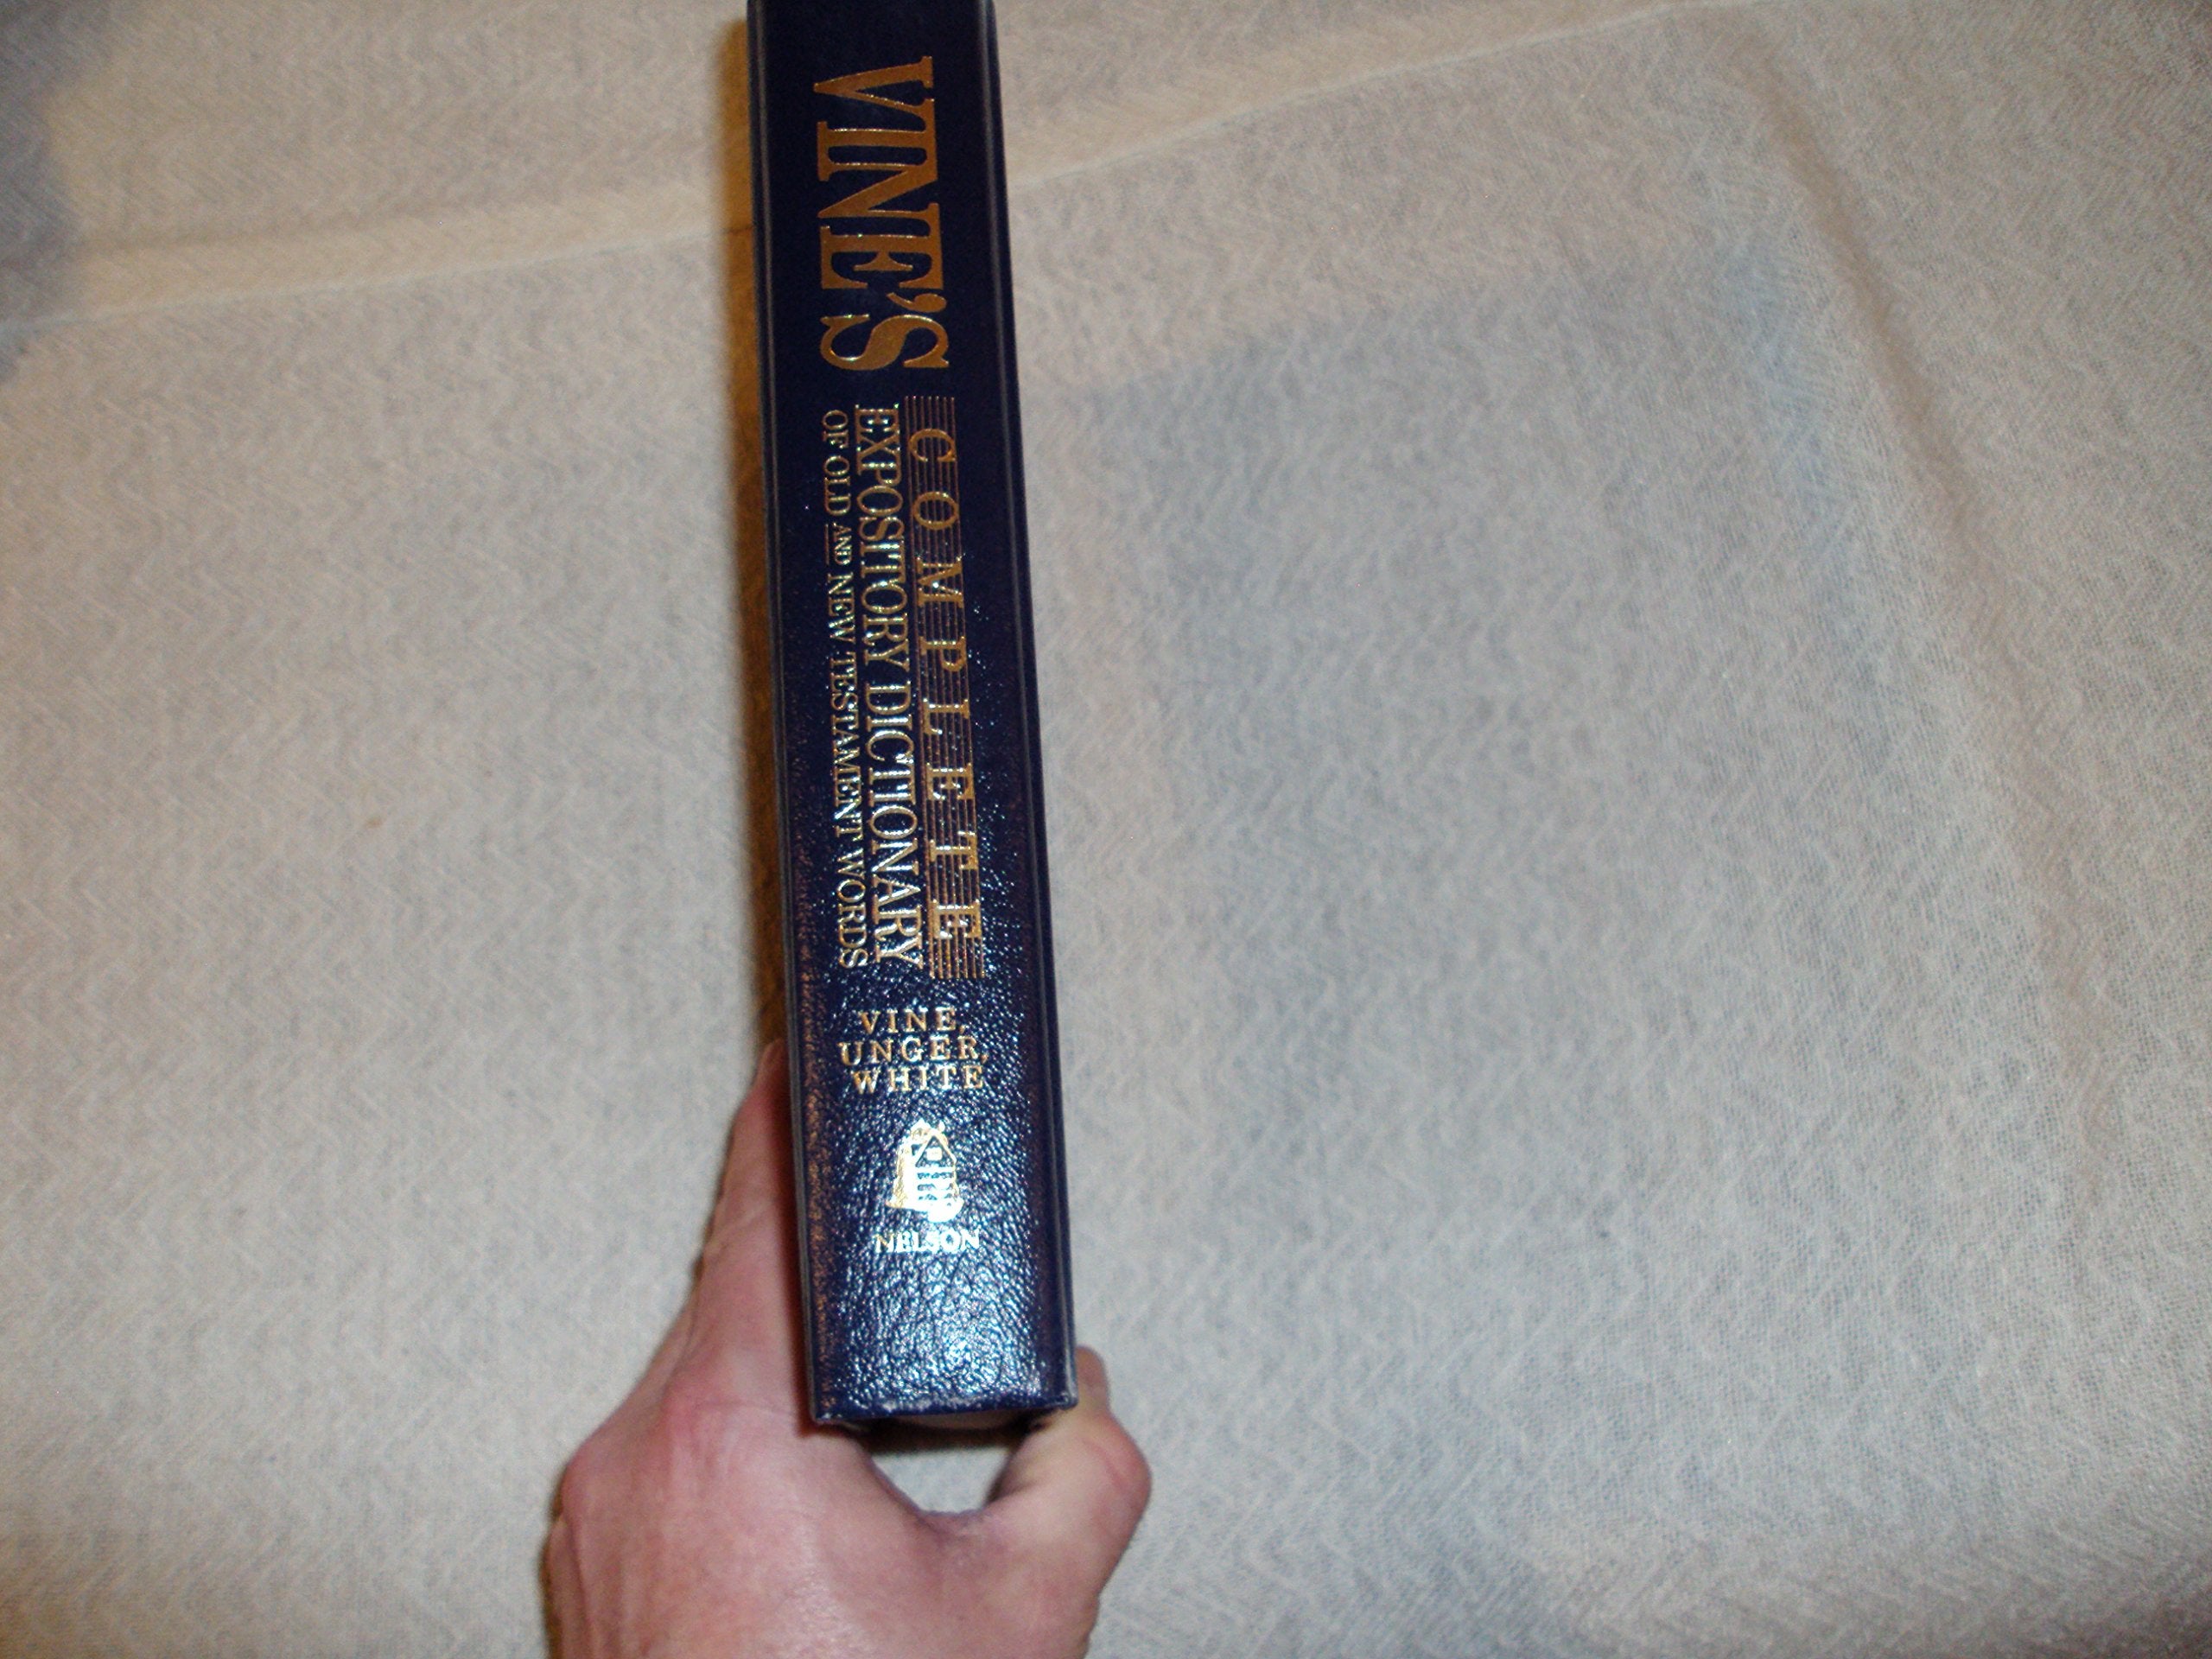 VINE'S
COMPLETE
EXPOSITORY DICTIONARY
OF OLD AND NEW TESTAMENT WORDS
VINE,
UNGER,
WHITE
NELSON